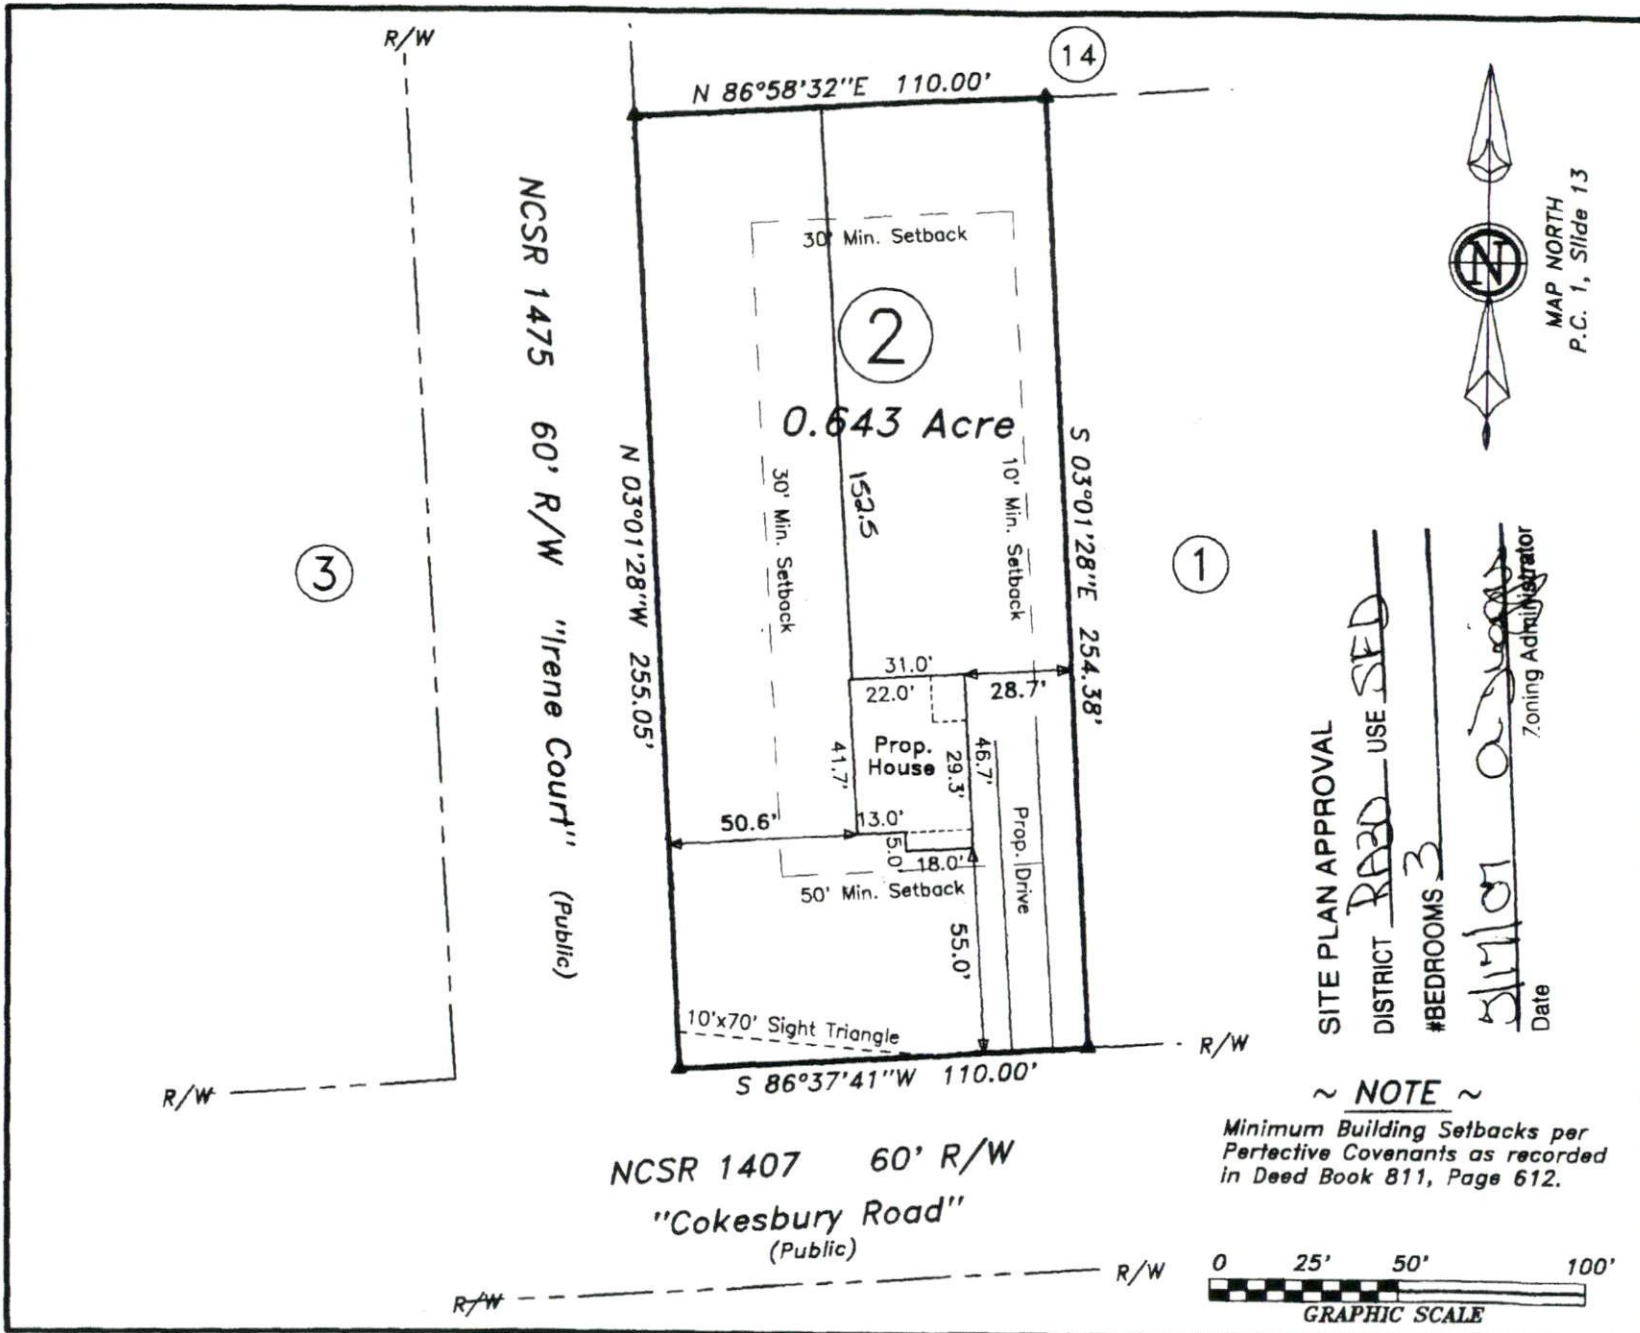 R/W
14
N 86°58'32"E 110.00'
NCSR 1475 60' R/W "Irene Court" (Public)
N 03°01'28"W 255.05'
30' Min. Setback
2
0.643 Acre
152.5
30' Min. Setback
10' Min. Setback
S 03°01'28"E 254.38'
3
1
31.0'
22.0'
28.7'
Prop.
House
41.7'
29.3'
46.7'
50.6'
13.0'
5.0'
18.0'
50' Min. Setback
Prop. Drive
55.0'
10'x70' Sight Triangle
S 86°37'41"W 110.00'
R/W
R/W
NCSR 1407 60' R/W
"Cokesbury Road"
(Public)
R/W
R/W
N
MAP NORTH
P.C. 1, Slide 13
SITE PLAN APPROVAL
DISTRICT RA30 USE SFD
#BEDROOMS 3
Date
Zoning Administrator
~ NOTE ~
Minimum Building Setbacks per
Pertective Covenants as recorded
in Deed Book 811, Page 612.
0 25' 50' 100'
GRAPHIC SCALE